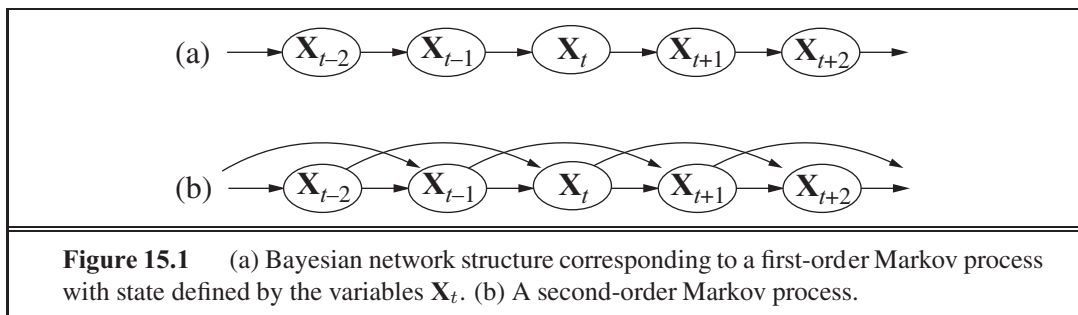 (a) X_{t–2} X_{t–1} X_t X_{t+1} X_{t+2}
(b) X_{t–2} X_{t–1} X_t X_{t+1} X_{t+2}
Figure 15.1 (a) Bayesian network structure corresponding to a first-order Markov process
with state defined by the variables X_t. (b) A second-order Markov process.